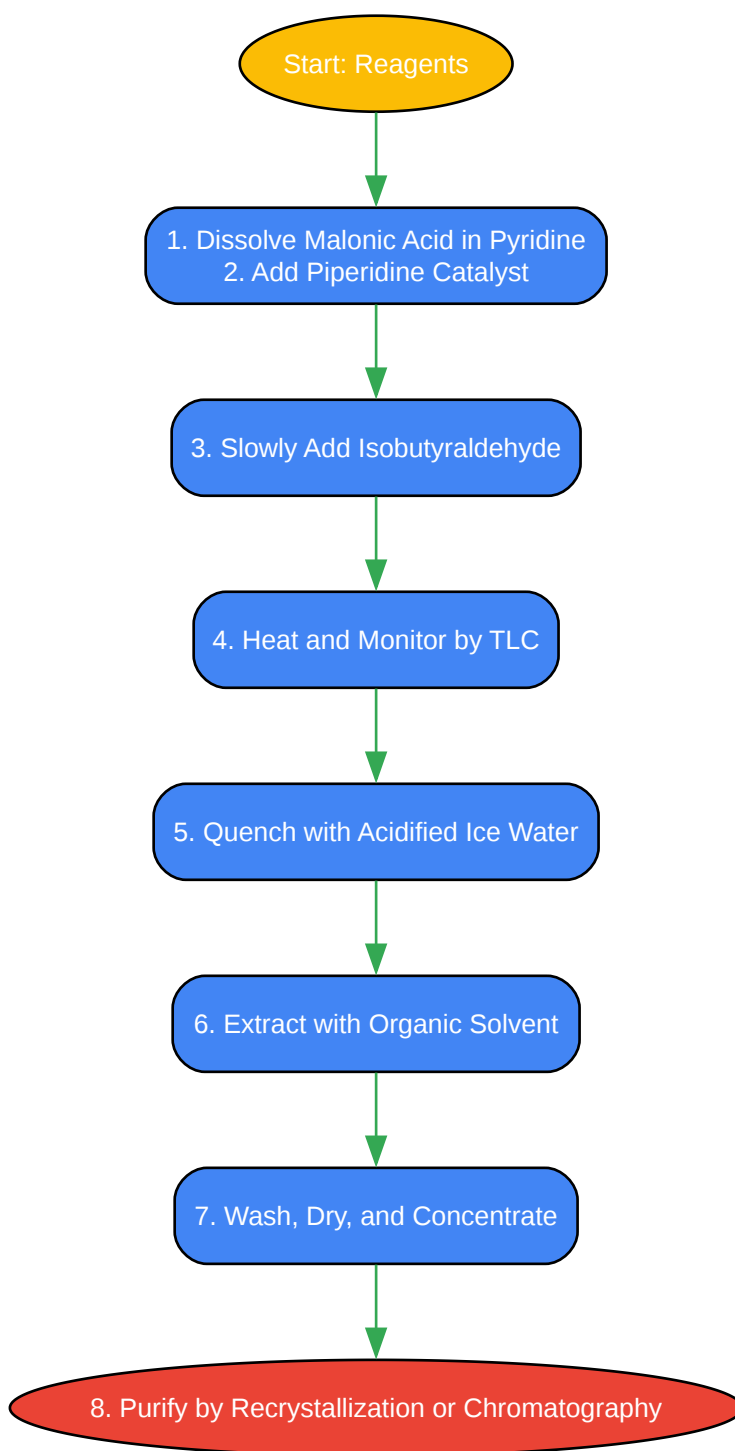 Start: Reagents
1. Dissolve Malonic Acid in Pyridine
2. Add Piperidine Catalyst
3. Slowly Add Isobutyraldehyde
4. Heat and Monitor by TLC
5. Quench with Acidified Ice Water
6. Extract with Organic Solvent
7. Wash, Dry, and Concentrate
8. Purify by Recrystallization or Chromatography